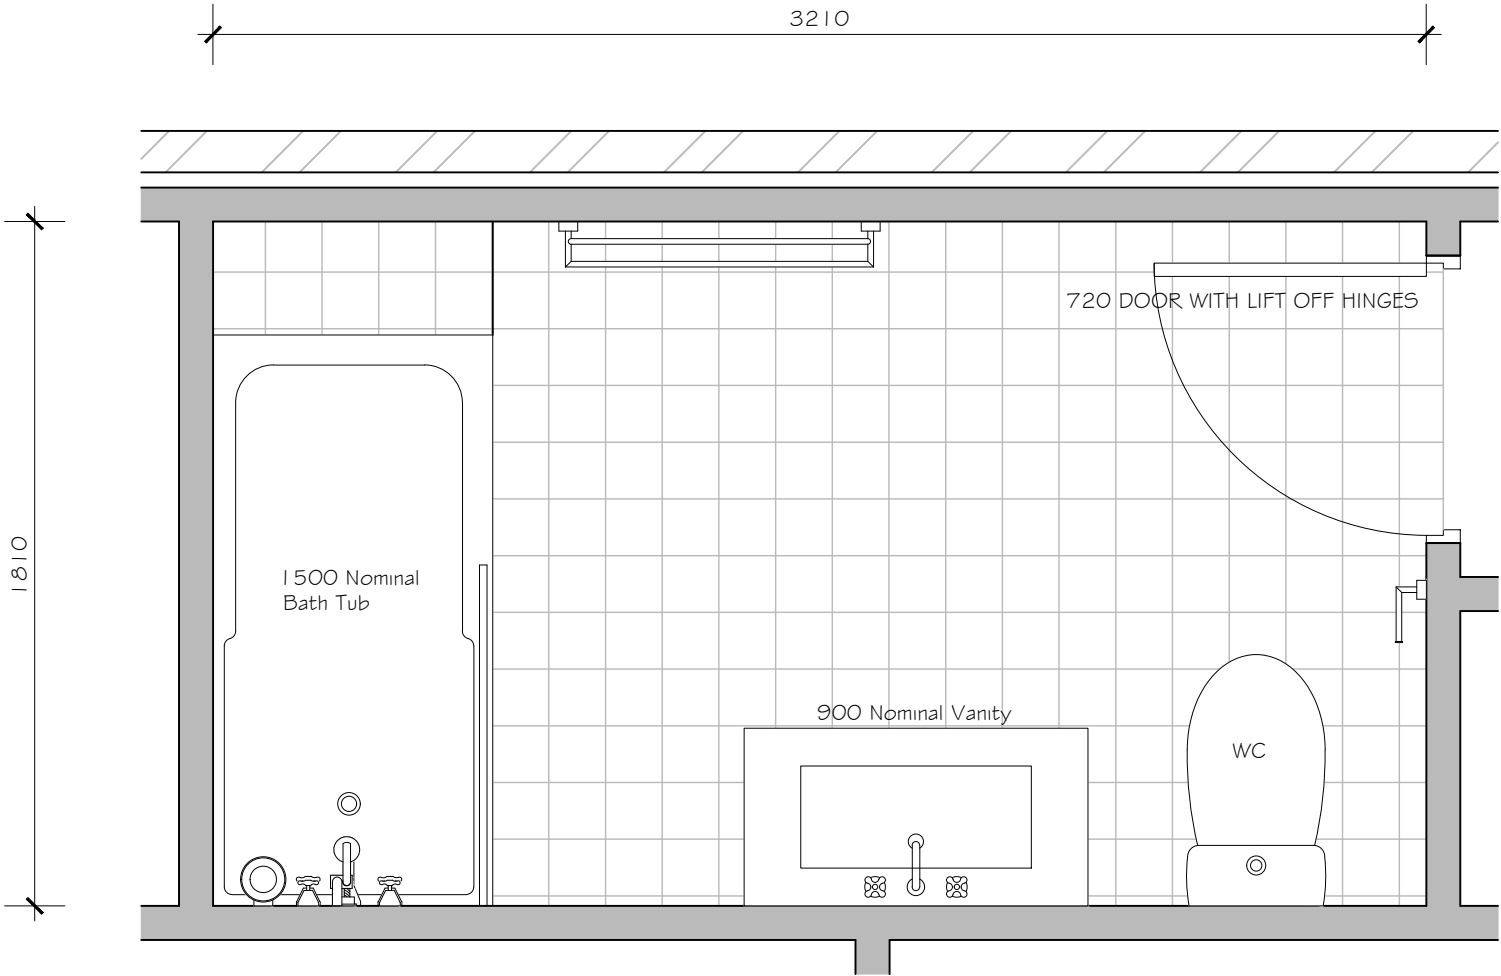 3210
720 DOOR WITH LIFT OFF HINGES
1810
1500 Nominal
Bath Tub
900 Nominal Vanity
WC